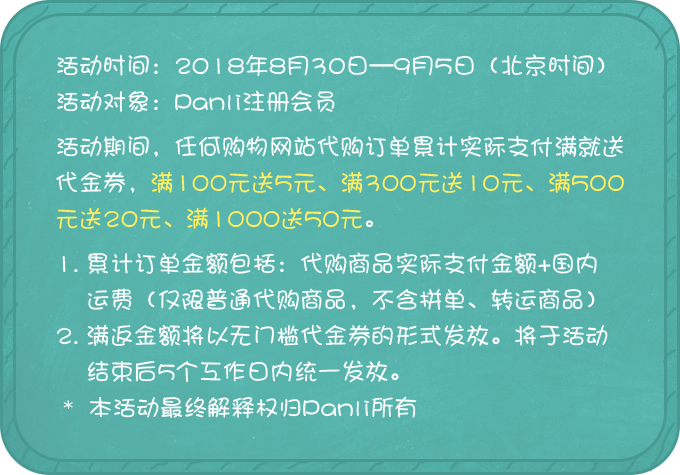 活动时间：2018年8月30日—9月5日（北京时间）
活动对象：Panli注册会员
活动期间，任何购物网站代购订单累计实际支付满就送
代金券，满100元送5元、满300元送10元、满500
元送20元、满1000送50元。
1. 累计订单金额包括：代购商品实际支付金额+国内
运费（仅限普通代购商品，不含拼单、转运商品）
2. 满返金额将以无门槛代金券的形式发放。将于活动
结束后5个工作日内统一发放。
* 本活动最终解释权归Panli所有